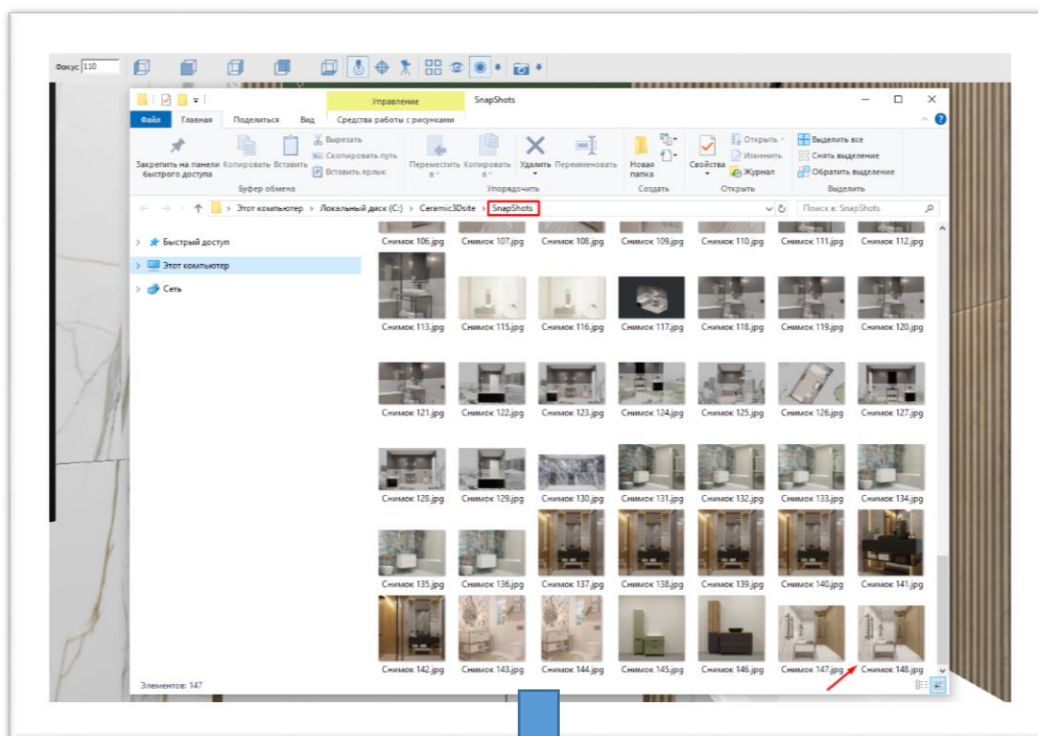 Фокус 110
Управление SnapShots
Файл Главная Поделиться Вид Средства работы с рисунками
Закрепить на панели быстрого доступа
Копировать Вставить
Вырезать
Скопировать путь
Вставить ярлык
Переместить в Копировать в Удалить Переименовать
Новая папка
Свойства
Открыть
Изменить
Журнал
Выделить все
Снять выделение
Обратить выделение
Буфер обмена Упорядочить Создать Открыть Выделить
Этот компьютер › Локальный диск (C:) › Ceramic3Dsite › SnapShots Поиск в: SnapShots
Быстрый доступ
Этот компьютер
Сеть
Снимок 106.jpg Снимок 107.jpg Снимок 108.jpg Снимок 109.jpg Снимок 110.jpg Снимок 111.jpg Снимок 112.jpg
Снимок 113.jpg Снимок 115.jpg Снимок 116.jpg Снимок 117.jpg Снимок 118.jpg Снимок 119.jpg Снимок 120.jpg
Снимок 121.jpg Снимок 122.jpg Снимок 123.jpg Снимок 124.jpg Снимок 125.jpg Снимок 126.jpg Снимок 127.jpg
Снимок 128.jpg Снимок 129.jpg Снимок 130.jpg Снимок 131.jpg Снимок 132.jpg Снимок 133.jpg Снимок 134.jpg
Снимок 135.jpg Снимок 136.jpg Снимок 137.jpg Снимок 138.jpg Снимок 139.jpg Снимок 140.jpg Снимок 141.jpg
Снимок 142.jpg Снимок 143.jpg Снимок 144.jpg Снимок 145.jpg Снимок 146.jpg Снимок 147.jpg Снимок 148.jpg
Элементов: 147